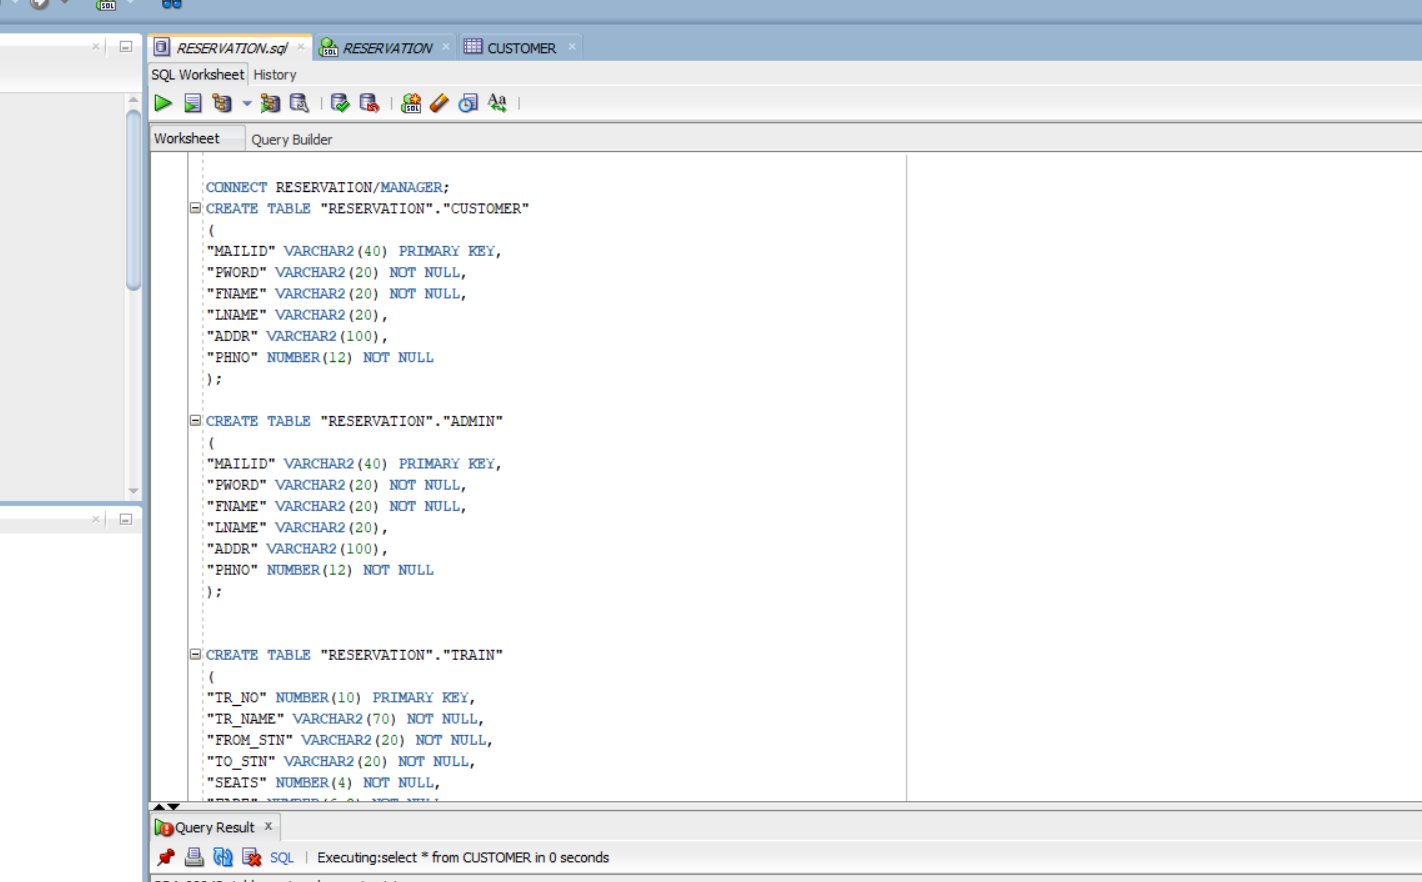 RESERVATION.sql RESERVATION CUSTOMER
SQL Worksheet History
Worksheet Query Builder
CONNECT RESERVATION/MANAGER;
CREATE TABLE "RESERVATION"."CUSTOMER"
(
"MAILID" VARCHAR2(40) PRIMARY KEY,
"PWORD" VARCHAR2(20) NOT NULL,
"FNAME" VARCHAR2(20) NOT NULL,
"LNAME" VARCHAR2(20),
"ADDR" VARCHAR2(100),
"PHNO" NUMBER(12) NOT NULL
);
CREATE TABLE "RESERVATION"."ADMIN"
(
"MAILID" VARCHAR2(40) PRIMARY KEY,
"PWORD" VARCHAR2(20) NOT NULL,
"FNAME" VARCHAR2(20) NOT NULL,
"LNAME" VARCHAR2(20),
"ADDR" VARCHAR2(100),
"PHNO" NUMBER(12) NOT NULL
);
CREATE TABLE "RESERVATION"."TRAIN"
(
"TR_NO" NUMBER(10) PRIMARY KEY,
"TR_NAME" VARCHAR2(70) NOT NULL,
"FROM_STN" VARCHAR2(20) NOT NULL,
"TO_STN" VARCHAR2(20) NOT NULL,
"SEATS" NUMBER(4) NOT NULL,
Query Result x
SQL | Executing:select * from CUSTOMER in 0 seconds